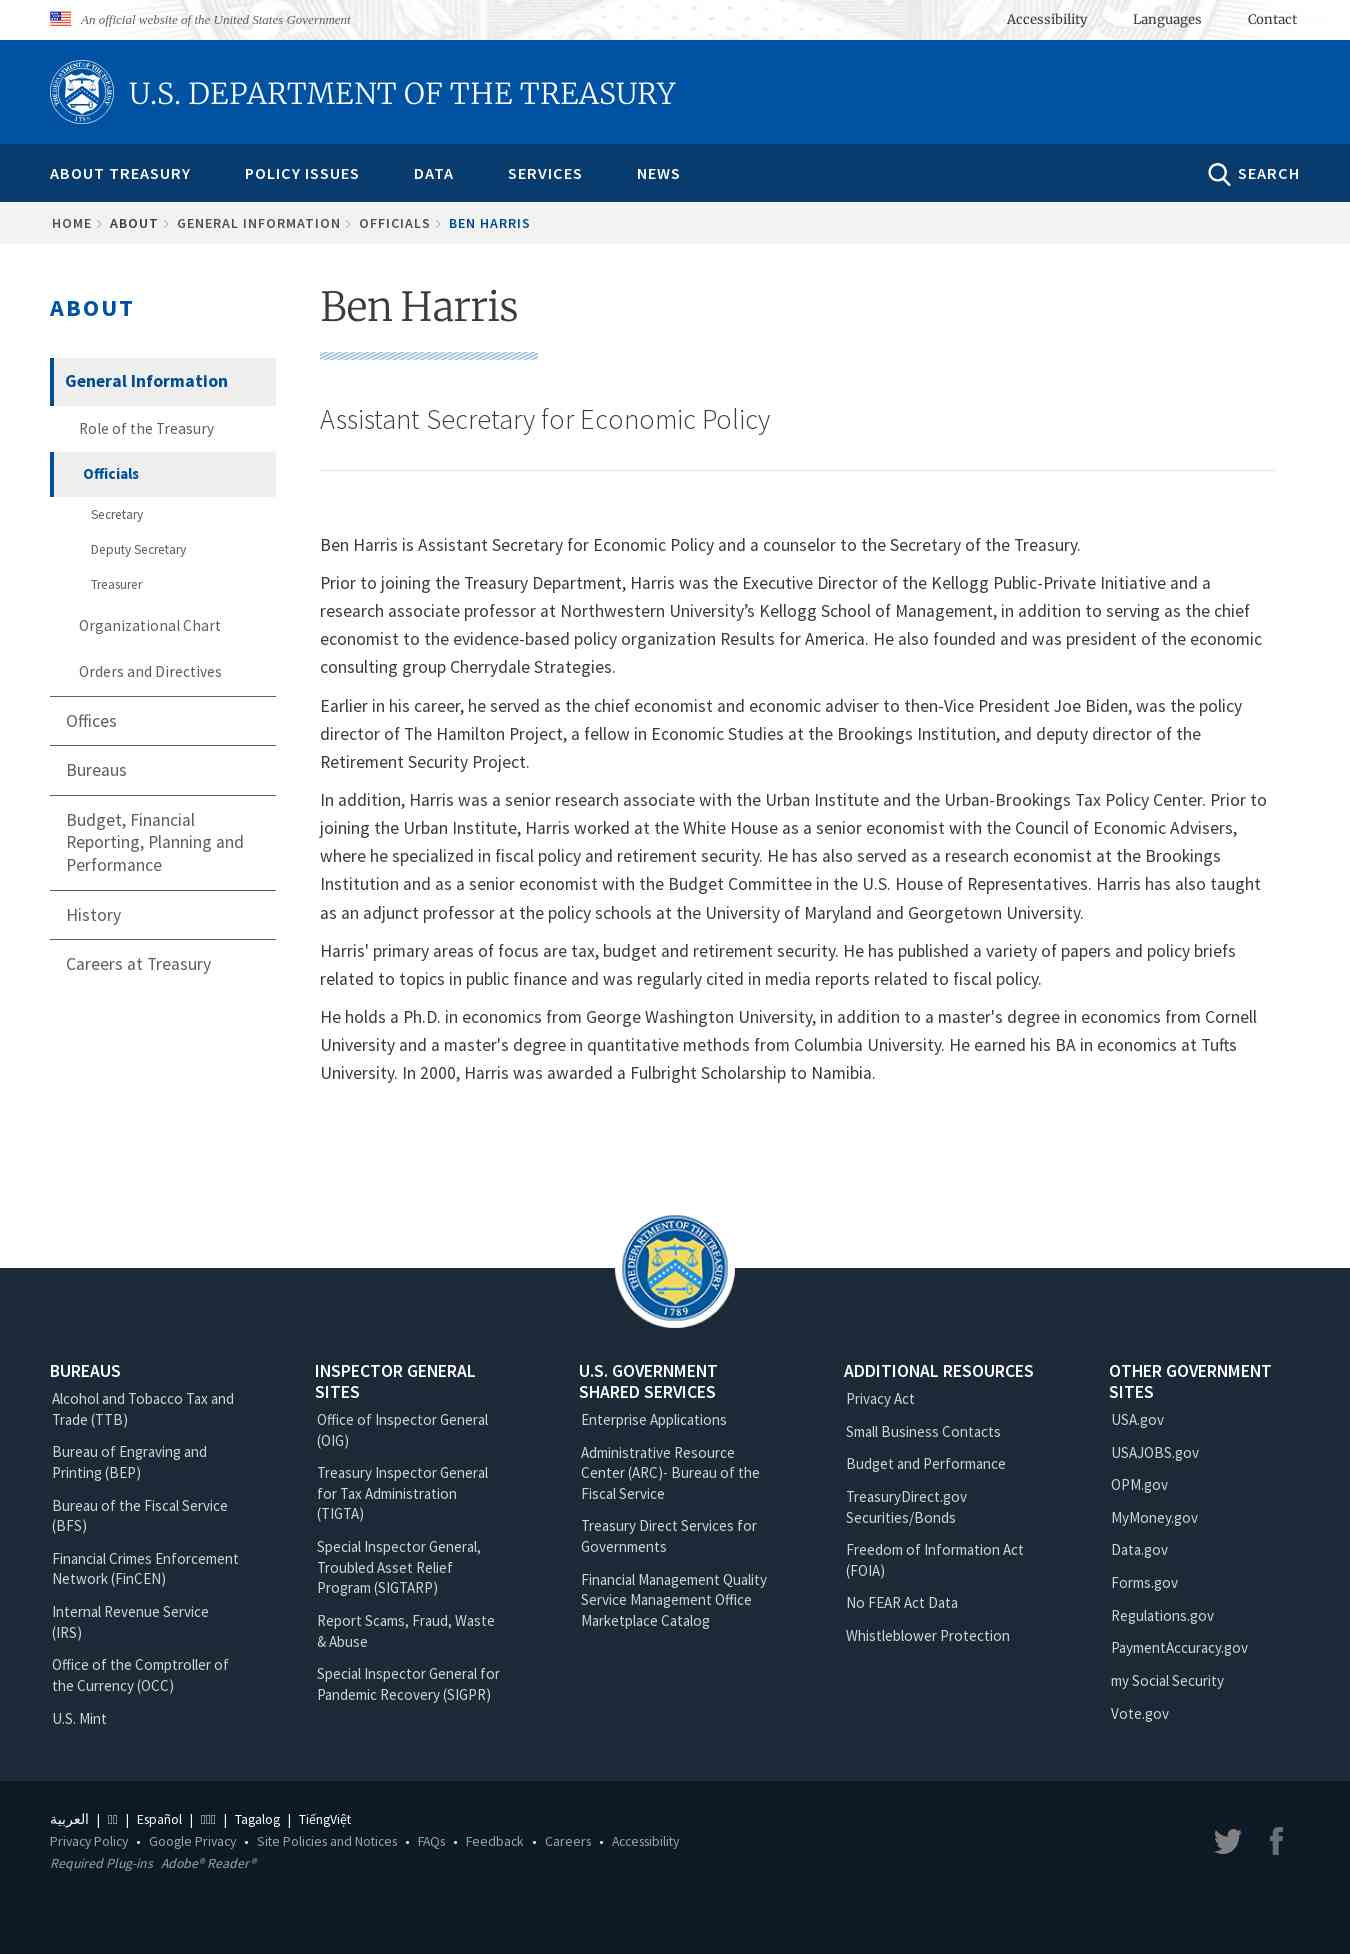 An official website of the United States Government
Accessibility Languages Contact
U.S. DEPARTMENT OF THE TREASURY
ABOUT TREASURY POLICY ISSUES DATA SERVICES NEWS SEARCH
HOME ABOUT GENERAL INFORMATION OFFICIALS BEN HARRIS
ABOUT
General Information
Role of the Treasury
Officials
Secretary
Deputy Secretary
Treasurer
Organizational Chart
Orders and Directives
Offices
Bureaus
Budget, Financial
Reporting, Planning and
Performance
History
Careers at Treasury
Ben Harris
Assistant Secretary for Economic Policy
Ben Harris is Assistant Secretary for Economic Policy and a counselor to the Secretary of the Treasury.
Prior to joining the Treasury Department, Harris was the Executive Director of the Kellogg Public-Private Initiative and a
research associate professor at Northwestern University’s Kellogg School of Management, in addition to serving as the chief
economist to the evidence-based policy organization Results for America. He also founded and was president of the economic
consulting group Cherrydale Strategies.
Earlier in his career, he served as the chief economist and economic adviser to then-Vice President Joe Biden, was the policy
director of The Hamilton Project, a fellow in Economic Studies at the Brookings Institution, and deputy director of the
Retirement Security Project.
In addition, Harris was a senior research associate with the Urban Institute and the Urban-Brookings Tax Policy Center. Prior to
joining the Urban Institute, Harris worked at the White House as a senior economist with the Council of Economic Advisers,
where he specialized in fiscal policy and retirement security. He has also served as a research economist at the Brookings
Institution and as a senior economist with the Budget Committee in the U.S. House of Representatives. Harris has also taught
as an adjunct professor at the policy schools at the University of Maryland and Georgetown University.
Harris' primary areas of focus are tax, budget and retirement security. He has published a variety of papers and policy briefs
related to topics in public finance and was regularly cited in media reports related to fiscal policy.
He holds a Ph.D. in economics from George Washington University, in addition to a master's degree in economics from Cornell
University and a master's degree in quantitative methods from Columbia University. He earned his BA in economics at Tufts
University. In 2000, Harris was awarded a Fulbright Scholarship to Namibia.
THE DEPARTMENT OF THE TREASURY
1789
BUREAUS
Alcohol and Tobacco Tax and
Trade (TTB)
Bureau of Engraving and
Printing (BEP)
Bureau of the Fiscal Service
(BFS)
Financial Crimes Enforcement
Network (FinCEN)
Internal Revenue Service
(IRS)
Office of the Comptroller of
the Currency (OCC)
U.S. Mint
INSPECTOR GENERAL
SITES
Office of Inspector General
(OIG)
Treasury Inspector General
for Tax Administration
(TIGTA)
Special Inspector General,
Troubled Asset Relief
Program (SIGTARP)
Report Scams, Fraud, Waste
& Abuse
Special Inspector General for
Pandemic Recovery (SIGPR)
U.S. GOVERNMENT
SHARED SERVICES
Enterprise Applications
Administrative Resource
Center (ARC)- Bureau of the
Fiscal Service
Treasury Direct Services for
Governments
Financial Management Quality
Service Management Office
Marketplace Catalog
ADDITIONAL RESOURCES
Privacy Act
Small Business Contacts
Budget and Performance
TreasuryDirect.gov
Securities/Bonds
Freedom of Information Act
(FOIA)
No FEAR Act Data
Whistleblower Protection
OTHER GOVERNMENT
SITES
USA.gov
USAJOBS.gov
OPM.gov
MyMoney.gov
Data.gov
Forms.gov
Regulations.gov
PaymentAccuracy.gov
my Social Security
Vote.gov
العربية | | Español | | Tagalog | TiếngViệt
Privacy Policy • Google Privacy • Site Policies and Notices • FAQs • Feedback • Careers • Accessibility
Required Plug-ins Adobe® Reader®